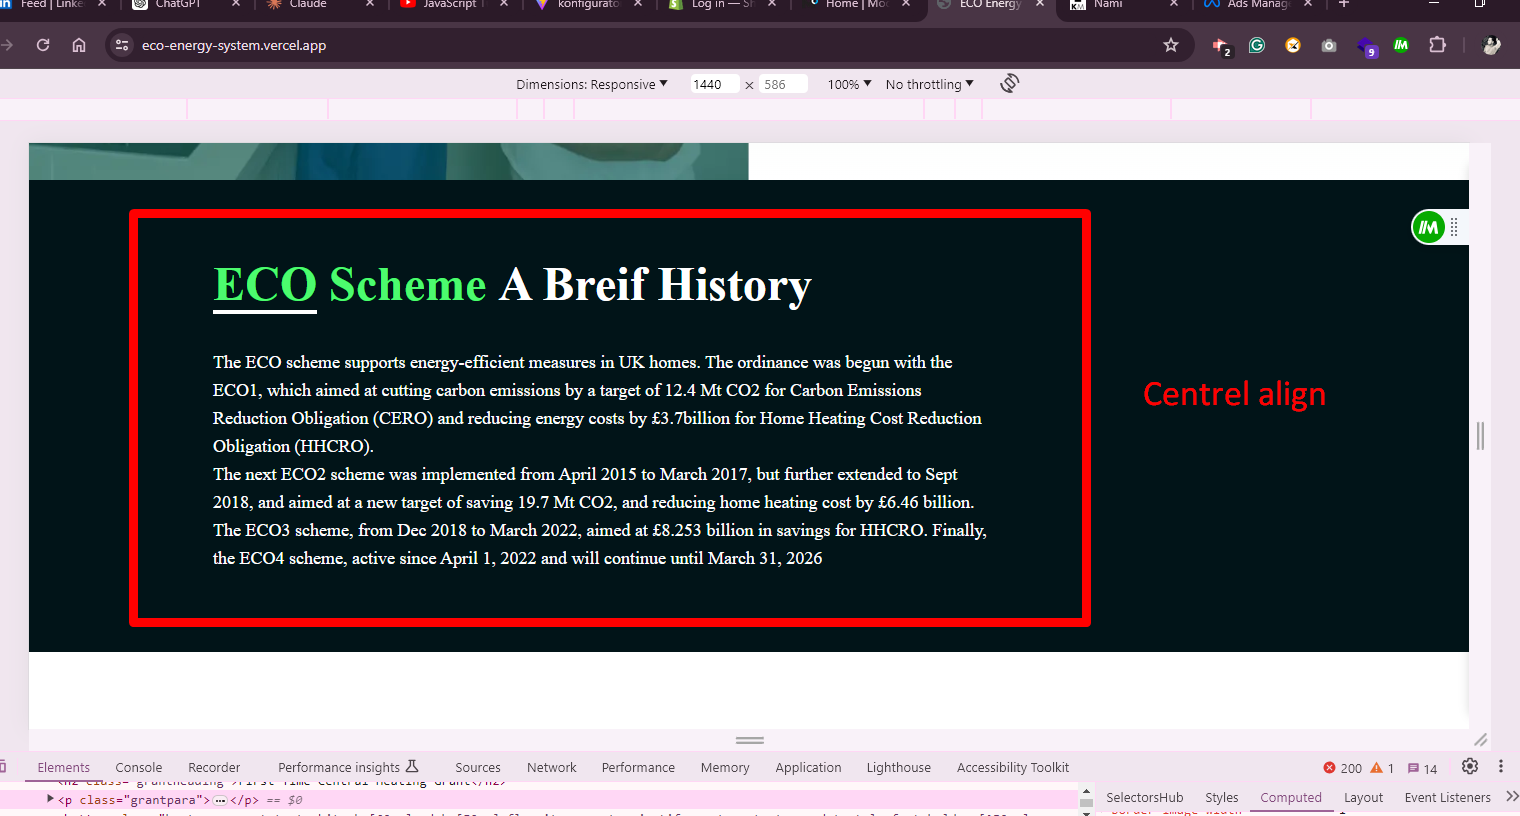 Feed | Linke
ChatGPT
Claude
JavaScript
konfigurato
Log in — Sh
Home | Mo
ECO Energy
Nami
Ads Manag
eco-energy-system.vercel.app
2
9
Dimensions: Responsive
1440 × 586
100%
No throttling
ECO Scheme A Breif History
The ECO scheme supports energy-efficient measures in UK homes. The ordinance was begun with the
ECO1, which aimed at cutting carbon emissions by a target of 12.4 Mt CO2 for Carbon Emissions
Reduction Obligation (CERO) and reducing energy costs by £3.7billion for Home Heating Cost Reduction
Obligation (HHCRO).
The next ECO2 scheme was implemented from April 2015 to March 2017, but further extended to Sept
2018, and aimed at a new target of saving 19.7 Mt CO2, and reducing home heating cost by £6.46 billion.
The ECO3 scheme, from Dec 2018 to March 2022, aimed at £8.253 billion in savings for HHCRO. Finally,
the ECO4 scheme, active since April 1, 2022 and will continue until March 31, 2026
Centrel align
Elements Console Recorder Performance insights Sources Network Performance Memory Application Lighthouse Accessibility Toolkit 200 1 14
<p class="grantpara"> </p> == $0
SelectorsHub Styles Computed Layout Event Listeners